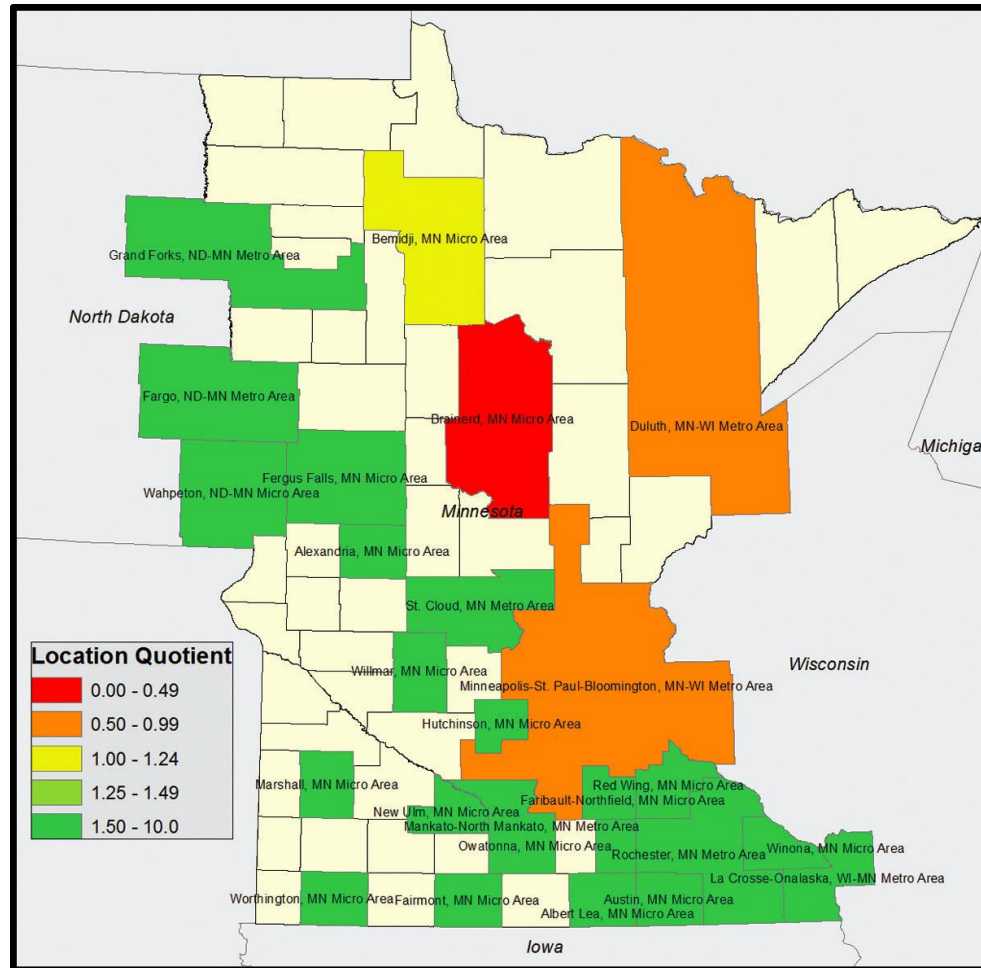 Bemidji, MN Micro Area
Grand Forks, ND-MN Metro Area
North Dakota
Fargo, ND-MN Metro Area
Brainerd, MN Micro Area
Duluth, MN-WI Metro Area
Michiga
Fergus Falls, MN Micro Area
Wahpeton, ND-MN Micro Area
Minnesota
Alexandria, MN Micro Area
St. Cloud, MN Metro Area
Location Quotient
0.00 - 0.49
0.50 - 0.99
1.00 - 1.24
1.25 - 1.49
1.50 - 10.0
Wisconsin
Willmar, MN Micro Area
Minneapolis-St. Paul-Bloomington, MN-WI Metro Area
Hutchinson, MN Micro Area
Marshall, MN Micro Area
Red Wing, MN Micro Area
Faribault-Northfield, MN Micro Area
New Ulm, MN Micro Area
Mankato-North Mankato, MN Metro Area
Owatonna, MN Micro Area
Winona, MN Micro Area
Rochester, MN Metro Area
La Crosse-Onalaska, WI-MN Metro Area
Worthington, MN Micro Area
Fairmont, MN Micro Area
Austin, MN Micro Area
Albert Lea, MN Micro Area
Iowa